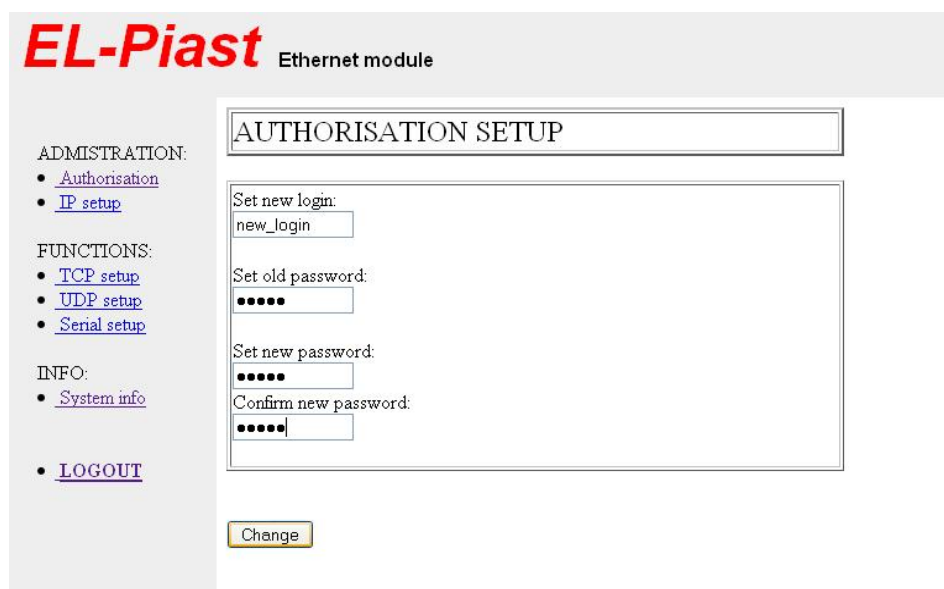 EL-Piast Ethernet module
ADMISTRATION:
Authorisation
IP setup
FUNCTIONS:
TCP setup
UDP setup
Serial setup
INFO:
System info
LOGOUT
AUTHORISATION SETUP
Set new login:
new_login
Set old password:
•••••
Set new password:
•••••
Confirm new password:
•••••
Change